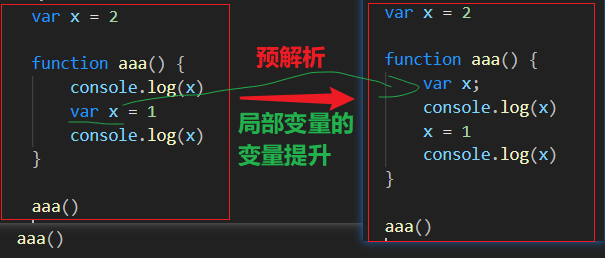 var x = 2
function aaa() {
console.log(x)
var x = 1
console.log(x)
}
aaa()
aaa()
预解析
局部变量的
变量提升
var x = 2
function aaa() {
var x;
console.log(x)
x = 1
console.log(x)
}
aaa()